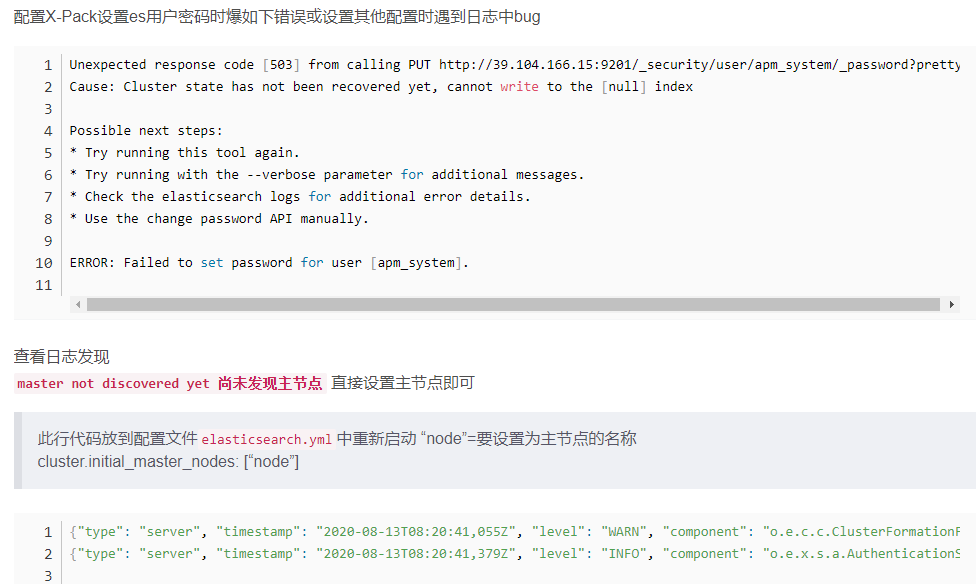 配置X-Pack设置es用户密码时爆如下错误或设置其他配置时遇到日志中bug
1 Unexpected response code [503] from calling PUT http://39.104.166.15:9201/_security/user/apm_system/_password?pretty
2 Cause: Cluster state has not been recovered yet, cannot write to the [null] index
3
4 Possible next steps:
5 * Try running this tool again.
6 * Try running with the --verbose parameter for additional messages.
7 * Check the elasticsearch logs for additional error details.
8 * Use the change password API manually.
9
10 ERROR: Failed to set password for user [apm_system].
11
查看日志发现
master not discovered yet 尚未发现主节点 直接设置主节点即可
此行代码放到配置文件 elasticsearch.yml 中重新启动 “node”=要设置为主节点的名称
cluster.initial_master_nodes: [“node”]
1 {"type": "server", "timestamp": "2020-08-13T08:20:41,055Z", "level": "WARN", "component": "o.e.c.c.ClusterFormationF
2 {"type": "server", "timestamp": "2020-08-13T08:20:41,379Z", "level": "INFO", "component": "o.e.x.s.a.AuthenticationS
3